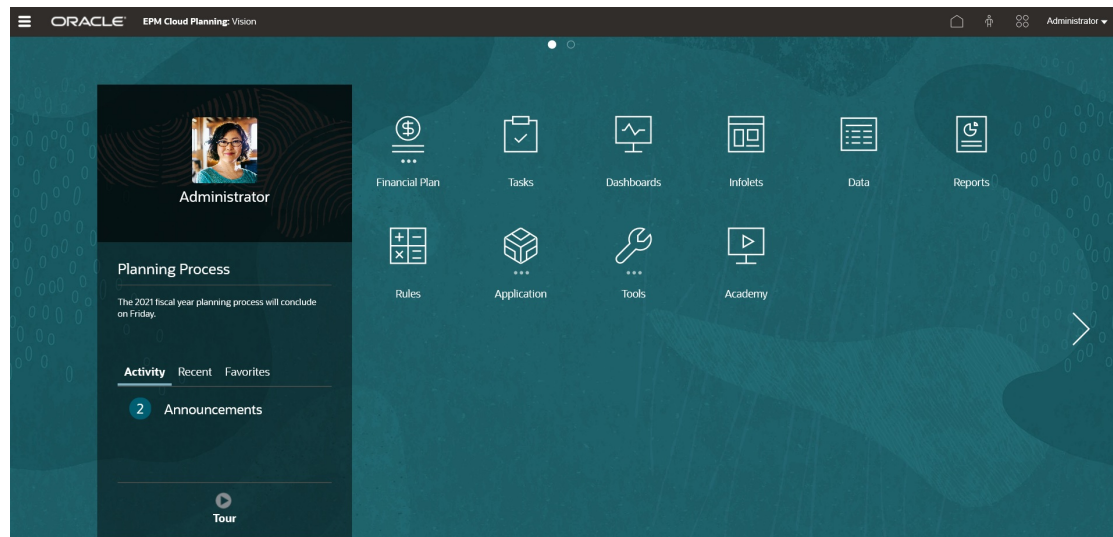 ORACLE EPM Cloud Planning: Vision
Administrator
Administrator
Planning Process
The 2021 fiscal year planning process will conclude
on Friday.
Activity Recent Favorites
2 Announcements
Tour
Financial Plan Tasks Dashboards Infolets Data Reports
Rules Application Tools Academy